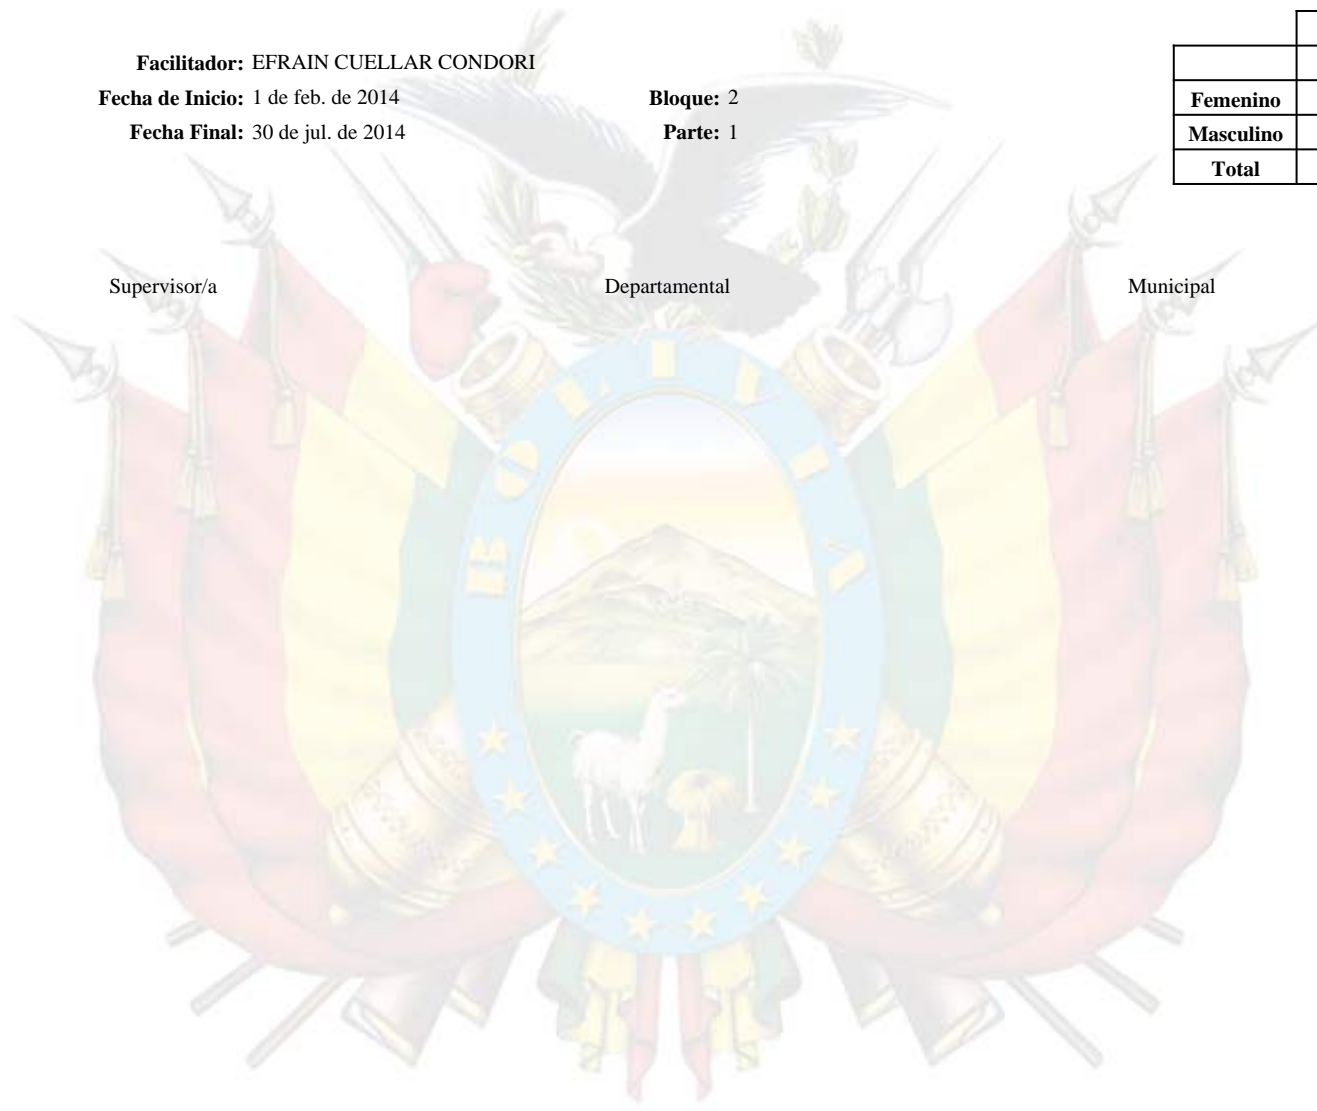 Facilitador: EFRAIN CUELLAR CONDORI
Fecha de Inicio: 1 de feb. de 2014 Bloque: 2
Fecha Final: 30 de jul. de 2014 Parte: 1
Femenino
Masculino
Total
Supervisor/a Departamental Municipal
BOLIVIA